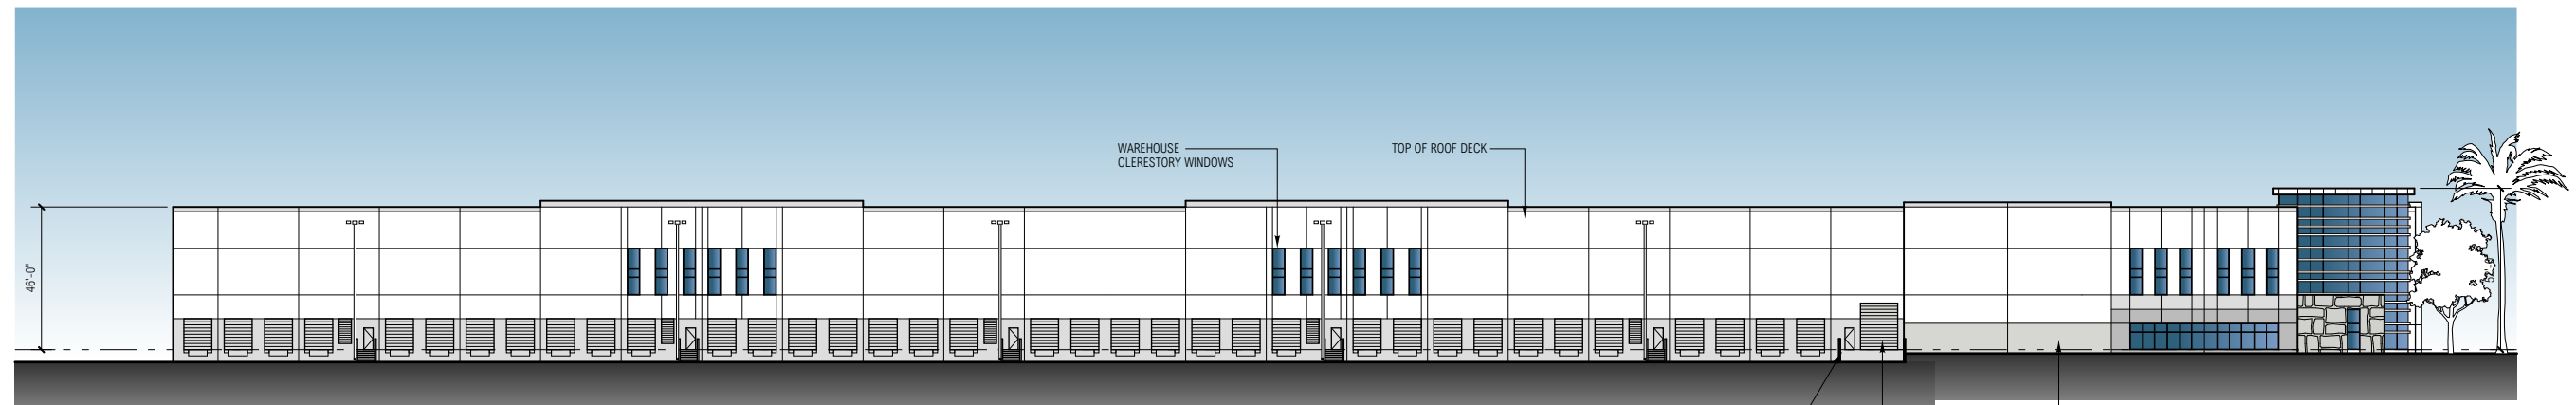 WAREHOUSE
CLERESTORY WINDOWS
TOP OF ROOF DECK
46'-0"